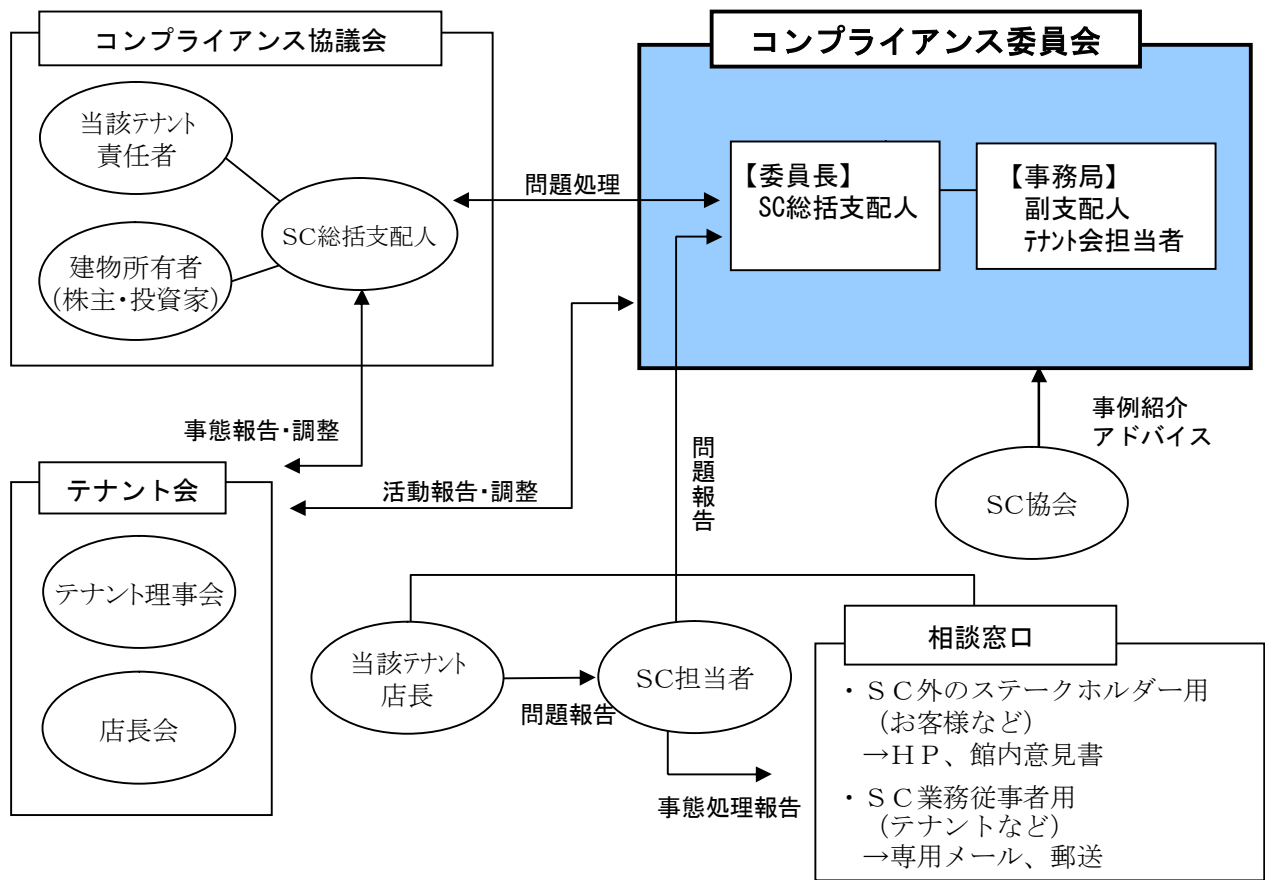 コンプライアンス協議会
当該テナント
責任者
SC総括支配人
建物所有者
(株主・投資家)
問題処理
コンプライアンス委員会
【委員長】
SC総括支配人
【事務局】
副支配人
テナント会担当者
事態報告・調整
活動報告・調整
問題報告
事例紹介
アドバイス
SC協会
テナント会
テナント理事会
店長会
当該テナント
店長
問題報告
SC担当者
事態処理報告
相談窓口
・ＳＣ外のステークホルダー用
（お客様など）
→ＨＰ、館内意見書
・ＳＣ業務従事者用
（テナントなど）
→専用メール、郵送